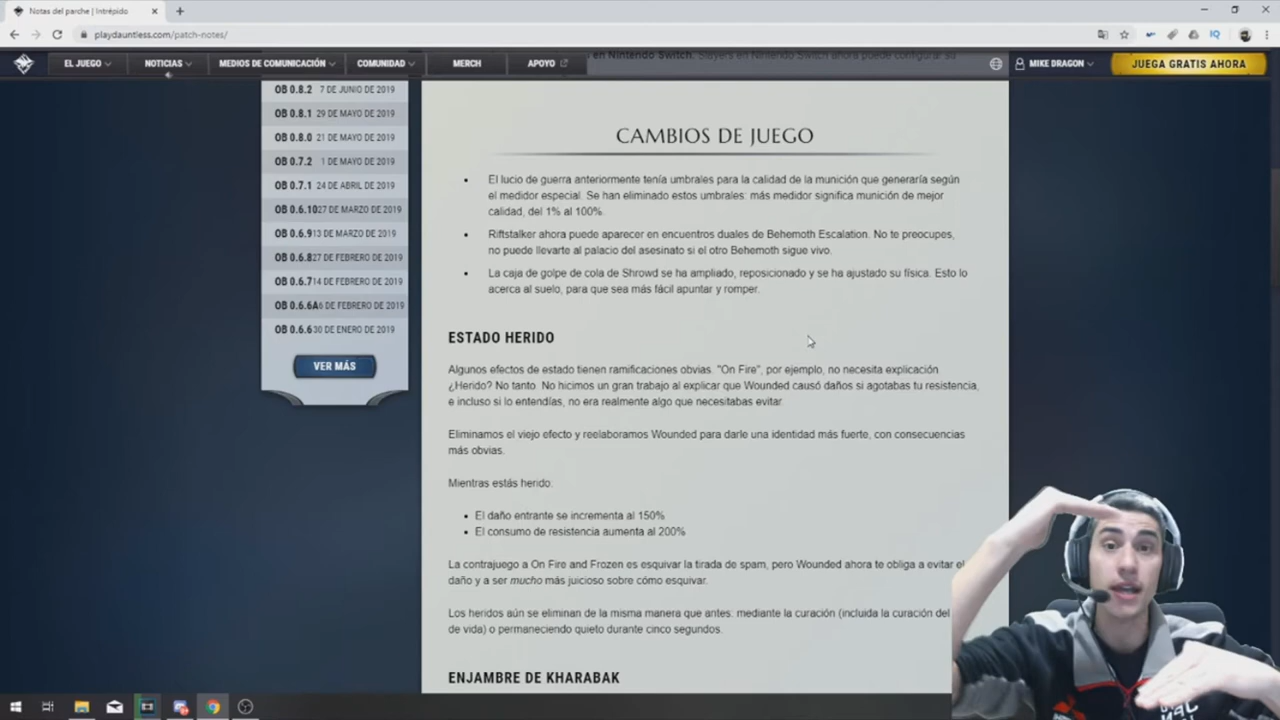 Notas del parche | Intrépido
playdauntless.com/patch-notes/
EL JUEGO
NOTICIAS
MEDIOS DE COMUNICACIÓN
COMUNIDAD
MERCH
APOYO
en Nintendo Switch. Slayers en Nintendo Switch ahora puede configurar su
MIKE DRAGON
JUEGA GRATIS AHORA
OB 0.8.2 7 DE JUNIO DE 2019
OB 0.8.1 29 DE MAYO DE 2019
OB 0.8.0 21 DE MAYO DE 2019
OB 0.7.2 1 DE MAYO DE 2019
OB 0.7.1 24 DE ABRIL DE 2019
OB 0.6.10 27 DE MARZO DE 2019
OB 0.6.9 13 DE MARZO DE 2019
OB 0.6.8 27 DE FEBRERO DE 2019
OB 0.6.7 14 DE FEBRERO DE 2019
OB 0.6.6A 6 DE FEBRERO DE 2019
OB 0.6.6 30 DE ENERO DE 2019
VER MÁS
CAMBIOS DE JUEGO
• El lucio de guerra anteriormente tenía umbrales para la calidad de la munición que generaría según
el medidor especial. Se han eliminado estos umbrales: más medidor significa munición de mejor
calidad, del 1% al 100%.
• Riftstalker ahora puede aparecer en encuentros duales de Behemoth Escalation. No te preocupes,
no puede llevarte al palacio del asesinato si el otro Behemoth sigue vivo.
• La caja de golpe de cola de Shrowd se ha ampliado, reposicionado y se ha ajustado su física. Esto lo
acerca al suelo, para que sea más fácil apuntar y romper.
ESTADO HERIDO
Algunos efectos de estado tienen ramificaciones obvias. "On Fire", por ejemplo, no necesita explicación
¿Herido? No tanto. No hicimos un gran trabajo al explicar que Wounded causó daños si agotabas tu resistencia,
e incluso si lo entendías, no era realmente algo que necesitabas evitar.
Eliminamos el viejo efecto y reelaboramos Wounded para darle una identidad más fuerte, con consecuencias
más obvias.
Mientras estás herido:
• El daño entrante se incrementa al 150%
• El consumo de resistencia aumenta al 200%
La contrajuego a On Fire and Frozen es esquivar la tirada de spam, pero Wounded ahora te obliga a evitar el
daño y a ser mucho más juicioso sobre cómo esquivar.
Los heridos aún se eliminan de la misma manera que antes: mediante la curación (incluida la curación del
de vida) o permaneciendo quieto durante cinco segundos.
ENJAMBRE DE KHARABAK